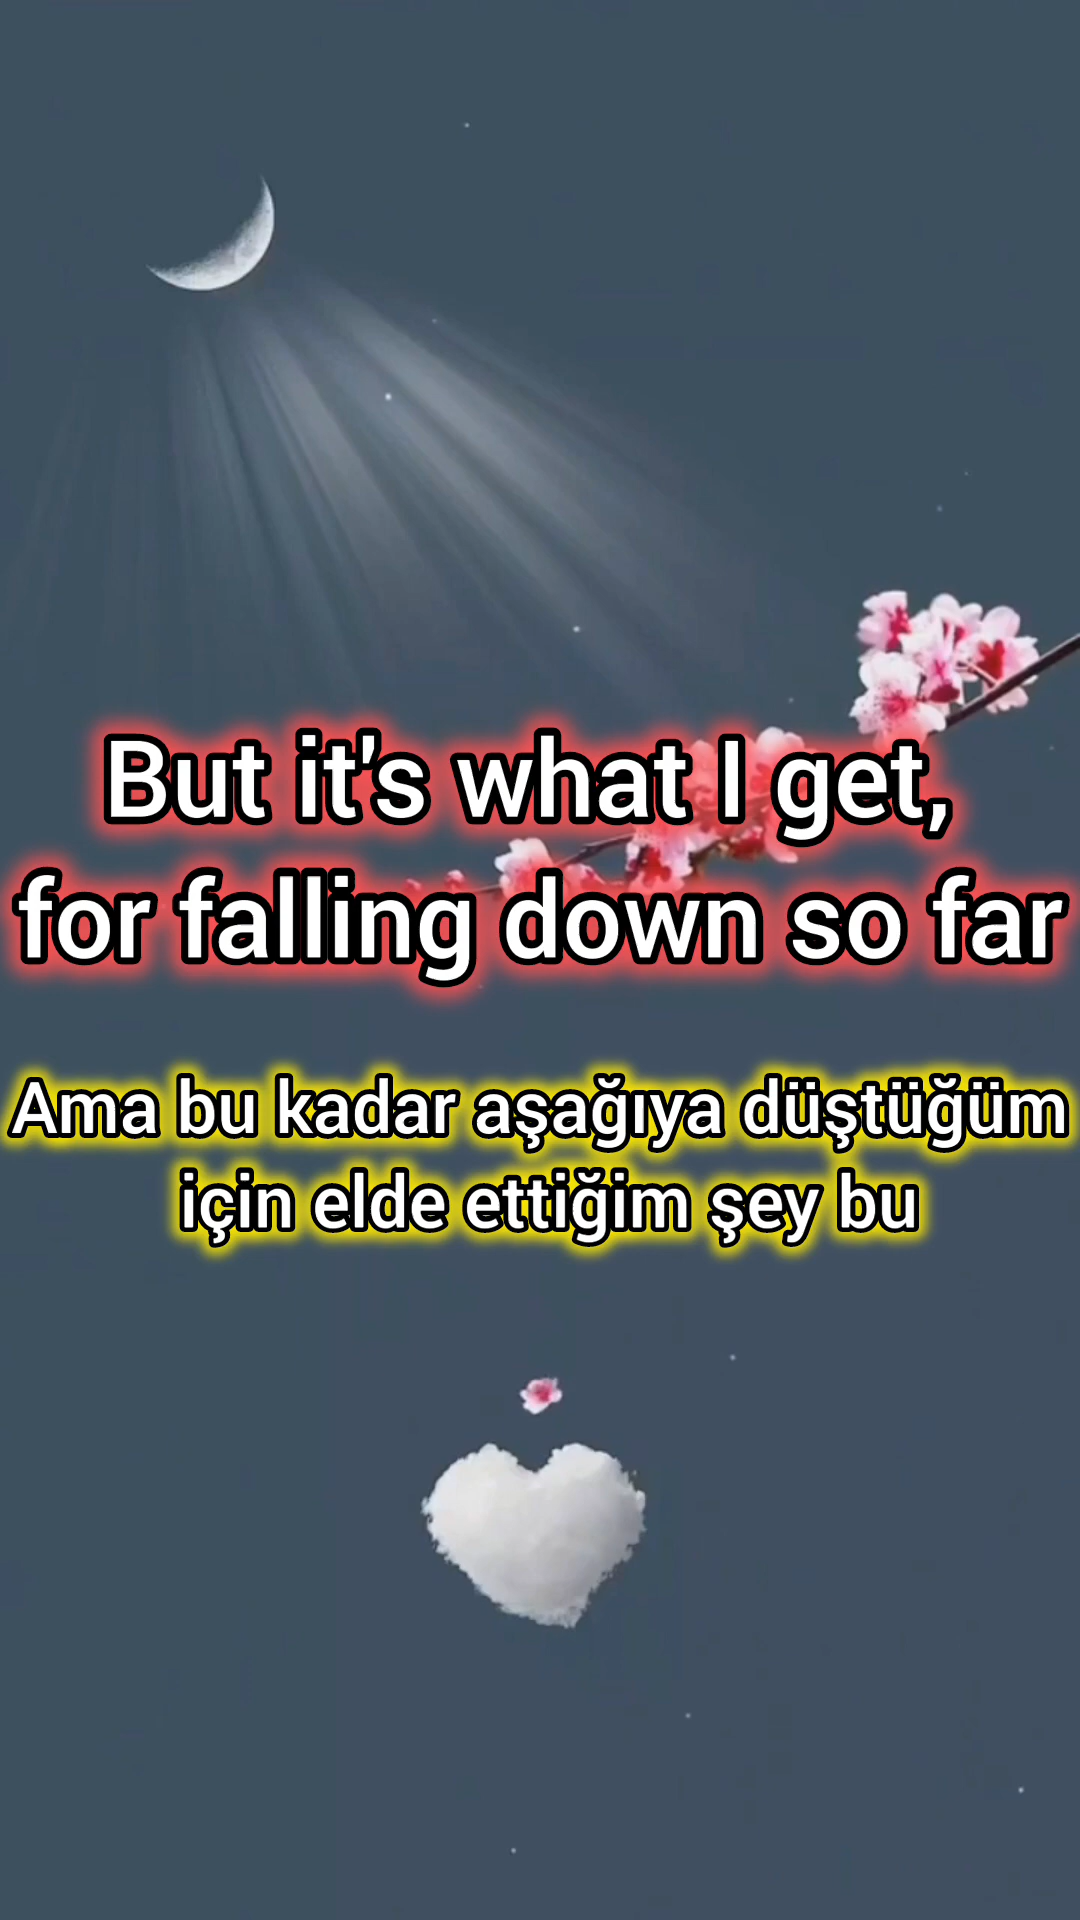 But it's what I get,
for falling down so far
Ama bu kadar aşağıya düştüğüm
için elde ettiğim şey bu